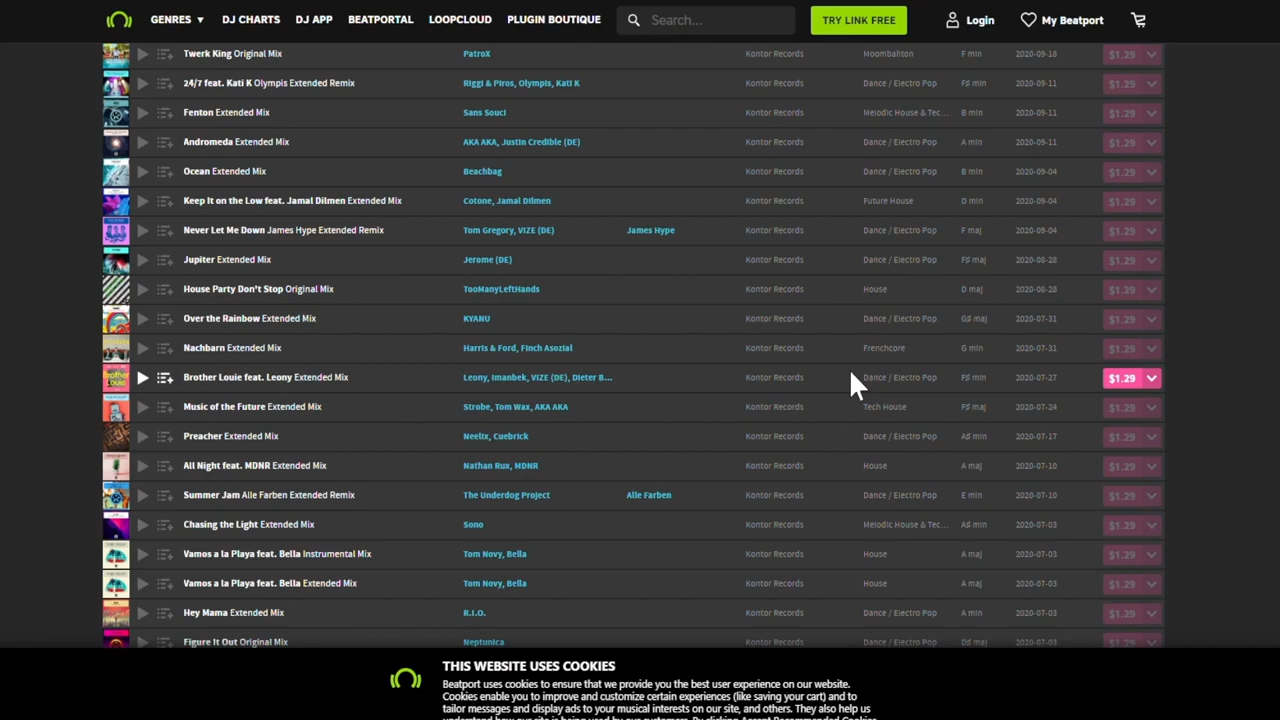 GENRES DJ CHARTS DJ APP BEATPORTAL LOOPCLOUD PLUGIN BOUTIQUE Search... TRY LINK FREE Login My Beatport
Twerk King Original Mix PatroX Kontor Records Moombahton F min 2020-09-18 $1.29
24/7 feat. Kati K Olympis Extended Remix Riggi & Piros, Olympis, Kati K Kontor Records Dance / Electro Pop F♯ min 2020-09-11 $1.29
Fenton Extended Mix Sans Souci Kontor Records Melodic House & Tec... B min 2020-09-11 $1.29
Andromeda Extended Mix AKA AKA, Justin Credible (DE) Kontor Records Dance / Electro Pop A min 2020-09-11 $1.29
Ocean Extended Mix Beachbag Kontor Records Dance / Electro Pop B min 2020-09-04 $1.29
Keep It on the Low feat. Jamal Dilmen Extended Mix Cotone, Jamal Dilmen Kontor Records Future House D min 2020-09-04 $1.29
Never Let Me Down James Hype Extended Remix Tom Gregory, VIZE (DE) James Hype Kontor Records Dance / Electro Pop F maj 2020-09-04 $1.29
Jupiter Extended Mix Jerome (DE) Kontor Records Dance / Electro Pop F♯ maj 2020-08-28 $1.29
House Party Don't Stop Original Mix TooManyLeftHands Kontor Records House D maj 2020-08-28 $1.29
Over the Rainbow Extended Mix KYANU Kontor Records Dance / Electro Pop G♯ maj 2020-07-31 $1.29
Nachbarn Extended Mix Harris & Ford, Finch Asozial Kontor Records Frenchcore G min 2020-07-31 $1.29
Brother Louie feat. Leony Extended Mix Leony, Imanbek, VIZE (DE), Dieter B... Kontor Records Dance / Electro Pop F♯ min 2020-07-27 $1.29
Music of the Future Extended Mix Strobe, Tom Wax, AKA AKA Kontor Records Tech House F♯ maj 2020-07-24 $1.29
Preacher Extended Mix Neelix, Cuebrick Kontor Records Dance / Electro Pop A♯ min 2020-07-17 $1.29
All Night feat. MDNR Extended Mix Nathan Rux, MDNR Kontor Records House A maj 2020-07-10 $1.29
Summer Jam Alle Farben Extended Remix The Underdog Project Alle Farben Kontor Records Dance / Electro Pop E min 2020-07-10 $1.29
Chasing the Light Extended Mix Sono Kontor Records Melodic House & Tec... A♯ min 2020-07-03 $1.29
Vamos a la Playa feat. Bella Instrumental Mix Tom Novy, Bella Kontor Records House A maj 2020-07-03 $1.29
Vamos a la Playa feat. Bella Extended Mix Tom Novy, Bella Kontor Records House A maj 2020-07-03 $1.29
Hey Mama Extended Mix R.I.O. Kontor Records Dance / Electro Pop A min 2020-07-03 $1.29
Figure It Out Original Mix Neptunica Kontor Records Dance / Electro Pop D♯ maj 2020-07-03 $1.29
THIS WEBSITE USES COOKIES
Beatport uses cookies to ensure that we provide you the best user experience on our website.
Cookies enable you to improve and customize certain experiences (like saving your cart) and to
tailor messages and display ads to your musical interests on our site, and others. They also help us
understand how our site is being used by our customers. By clicking Accept Recommended Cookies